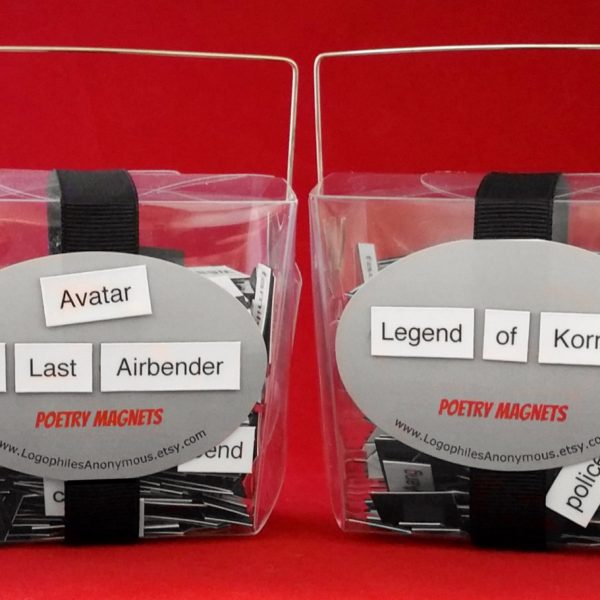 Avatar
Last Airbender
POETRY MAGNETS
www.LogophilesAnonymous.etsy.com
Legend of Korr
POETRY MAGNETS
www.LogophilesAnonymous.etsy.com
police